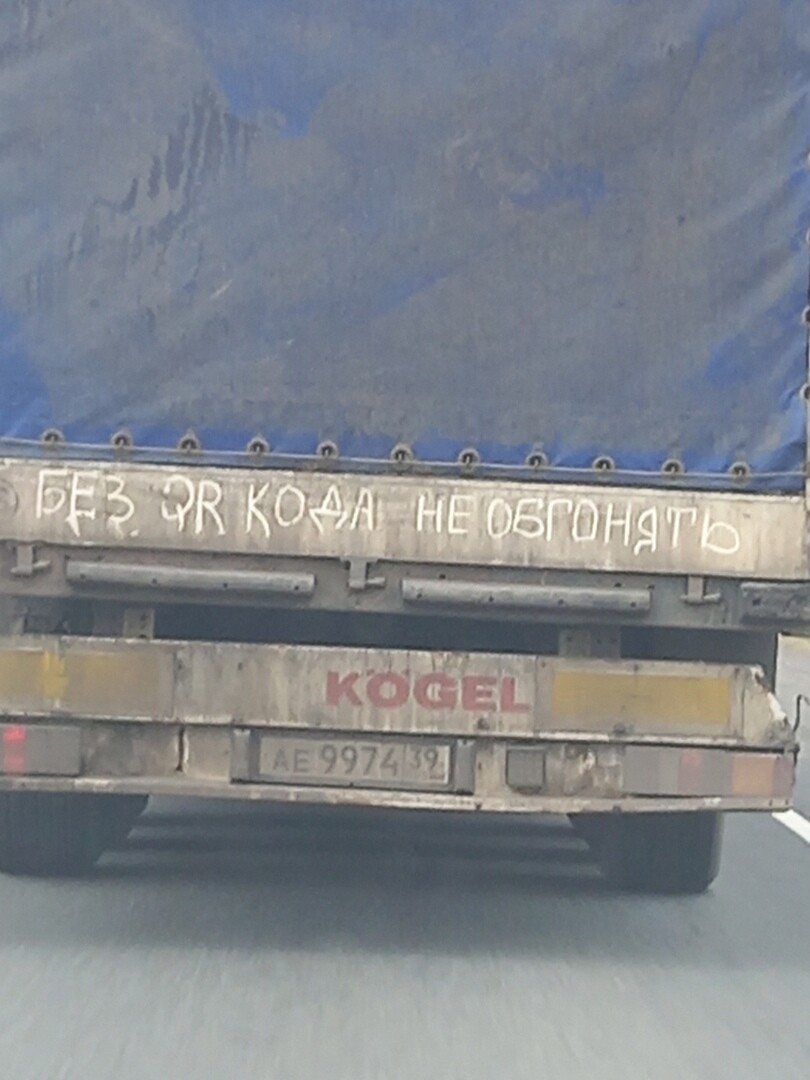 БЕЗ QR КОДА НЕ ОБГОНЯТЬ
KÖGEL
АЕ 9974 39